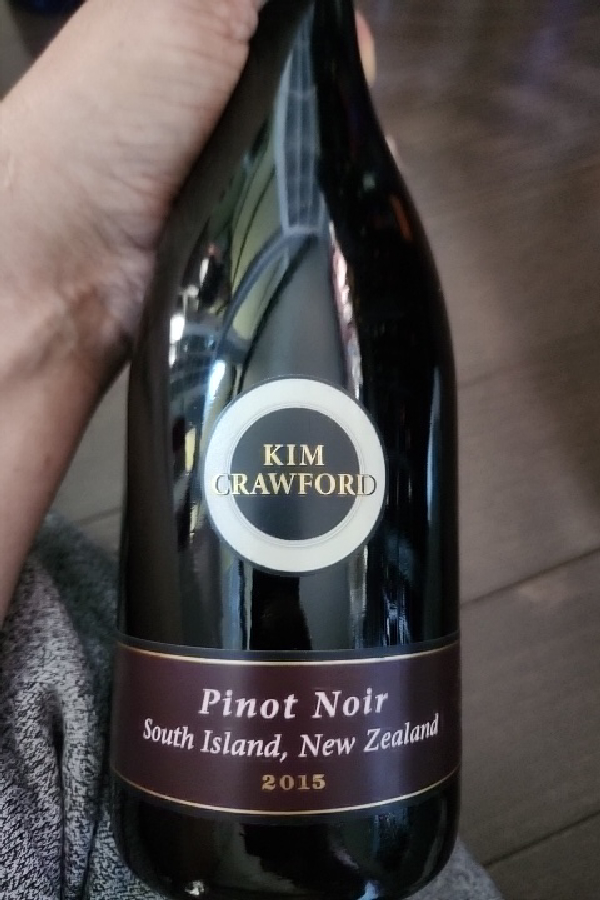 KIM
CRAWFORD
Pinot Noir
South Island, New Zealand
2015